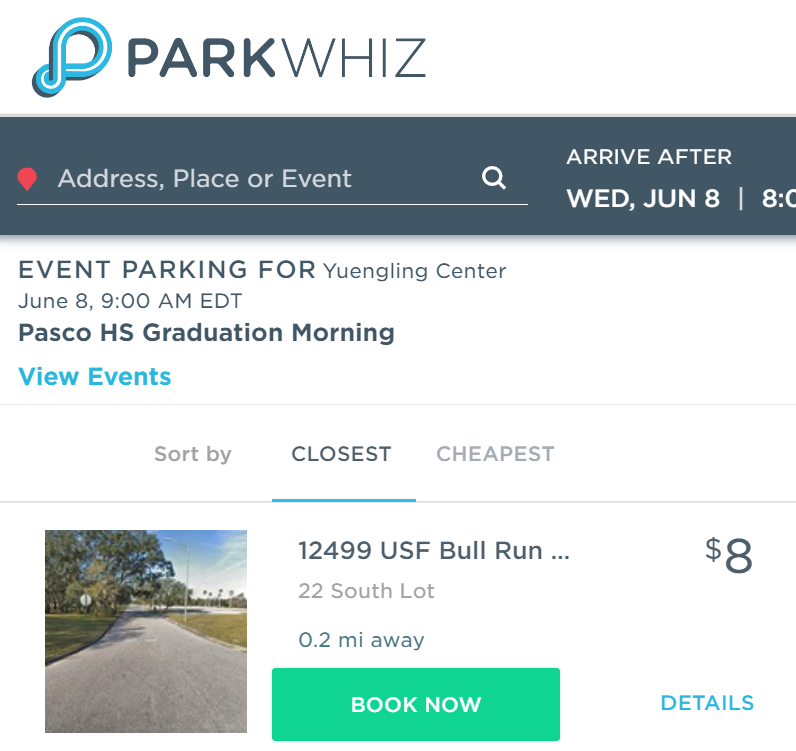 PARKWHIZ
Address, Place or Event
ARRIVE AFTER
WED, JUN 8 | 8:0
EVENT PARKING FOR Yuengling Center
June 8, 9:00 AM EDT
Pasco HS Graduation Morning
View Events
Sort by CLOSEST CHEAPEST
12499 USF Bull Run ...
$8
22 South Lot
0.2 mi away
BOOK NOW
DETAILS